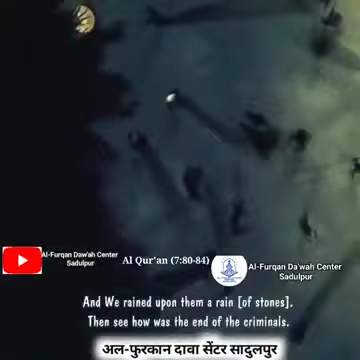 Al-Furqan Daw'ah Center
Sadulpur
Al Qur'an (7:80-84)
Al-Furqan Da'wah Center
Sadulpur
And We rained upon them a rain [of stones].
Then see how was the end of the criminals.
अल-फुरकान दावा सेंटर सादुलपुर